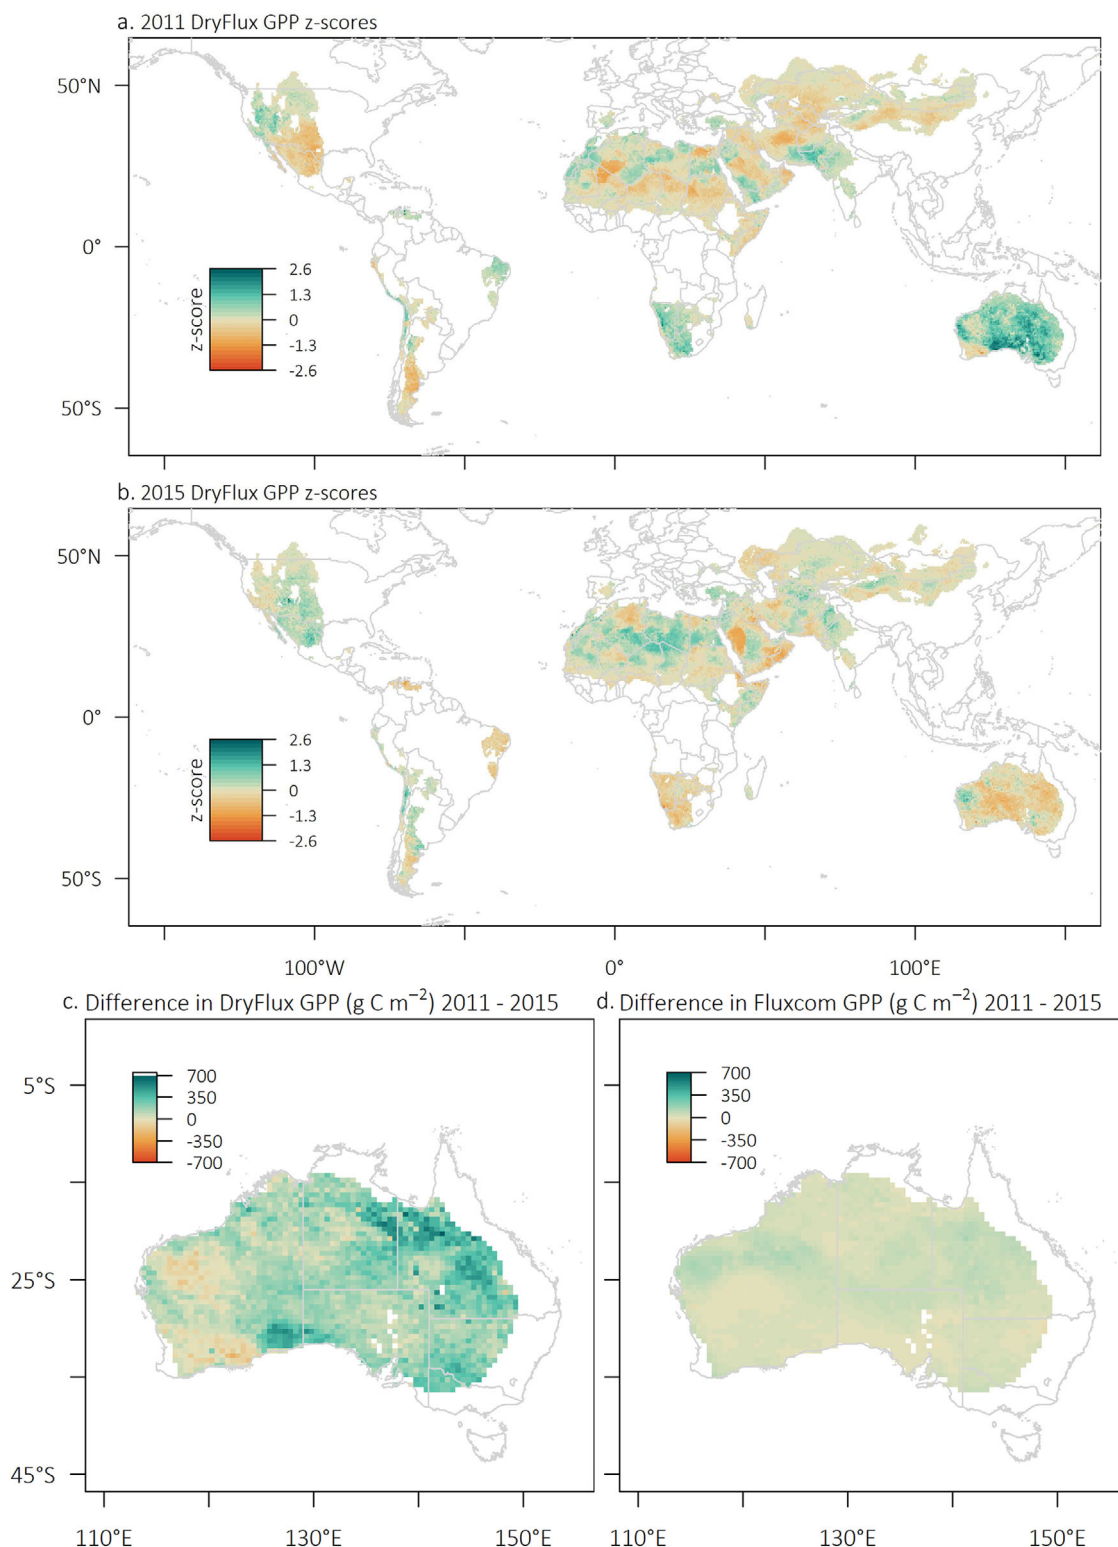 a. 2011 DryFlux GPP z-scores
50°N
0°
50°S
z-score
2.6
1.3
0
-1.3
-2.6
b. 2015 DryFlux GPP z-scores
50°N
0°
50°S
z-score
2.6
1.3
0
-1.3
-2.6
100°W
0°
100°E
c. Difference in DryFlux GPP (g C m⁻²) 2011 - 2015
5°S
25°S
45°S
700
350
0
-350
-700
110°E
130°E
150°E
d. Difference in Fluxcom GPP (g C m⁻²) 2011 - 2015
700
350
0
-350
-700
110°E
130°E
150°E